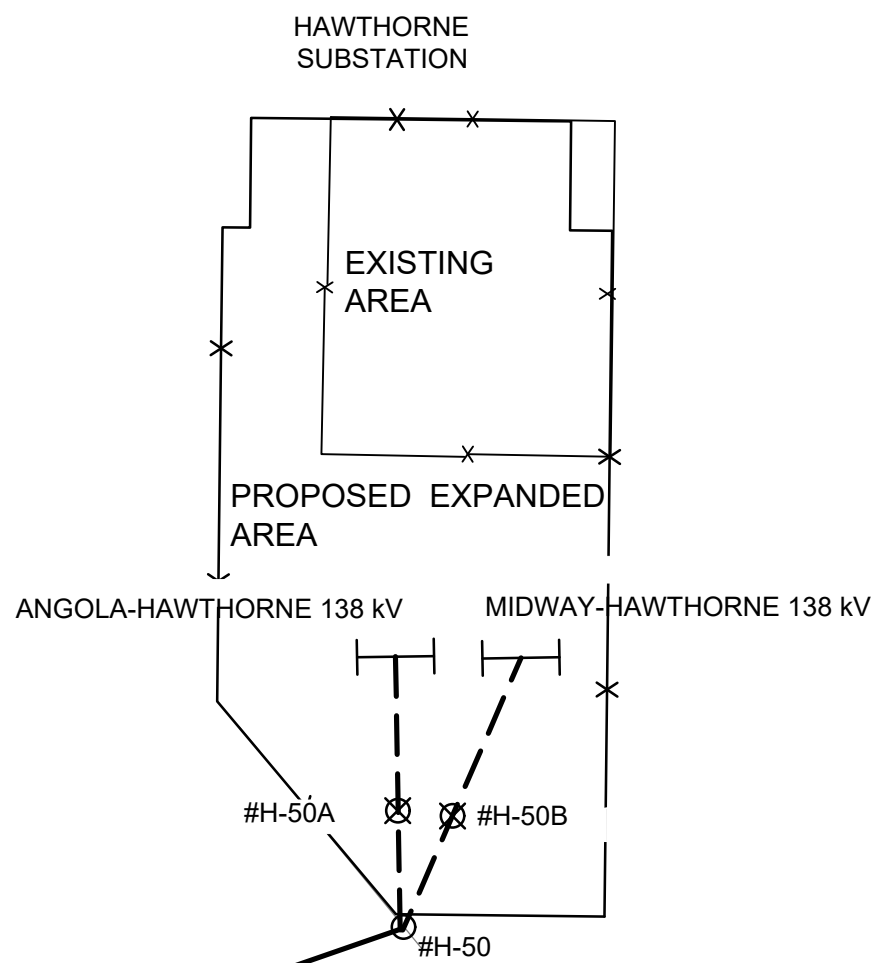 HAWTHORNE
SUBSTATION
EXISTING
AREA
PROPOSED EXPANDED
AREA
ANGOLA-HAWTHORNE 138 kV
MIDWAY-HAWTHORNE 138 kV
#H-50A
#H-50B
#H-50